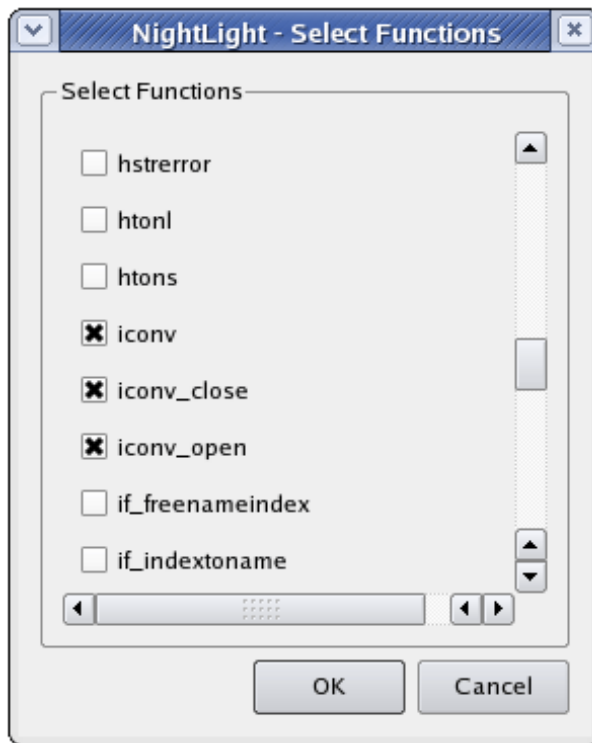 NightLight - Select Functions
Select Functions
hstrerror
htonl
htons
iconv
iconv_close
iconv_open
if_freenameindex
if_indextoname
OK
Cancel